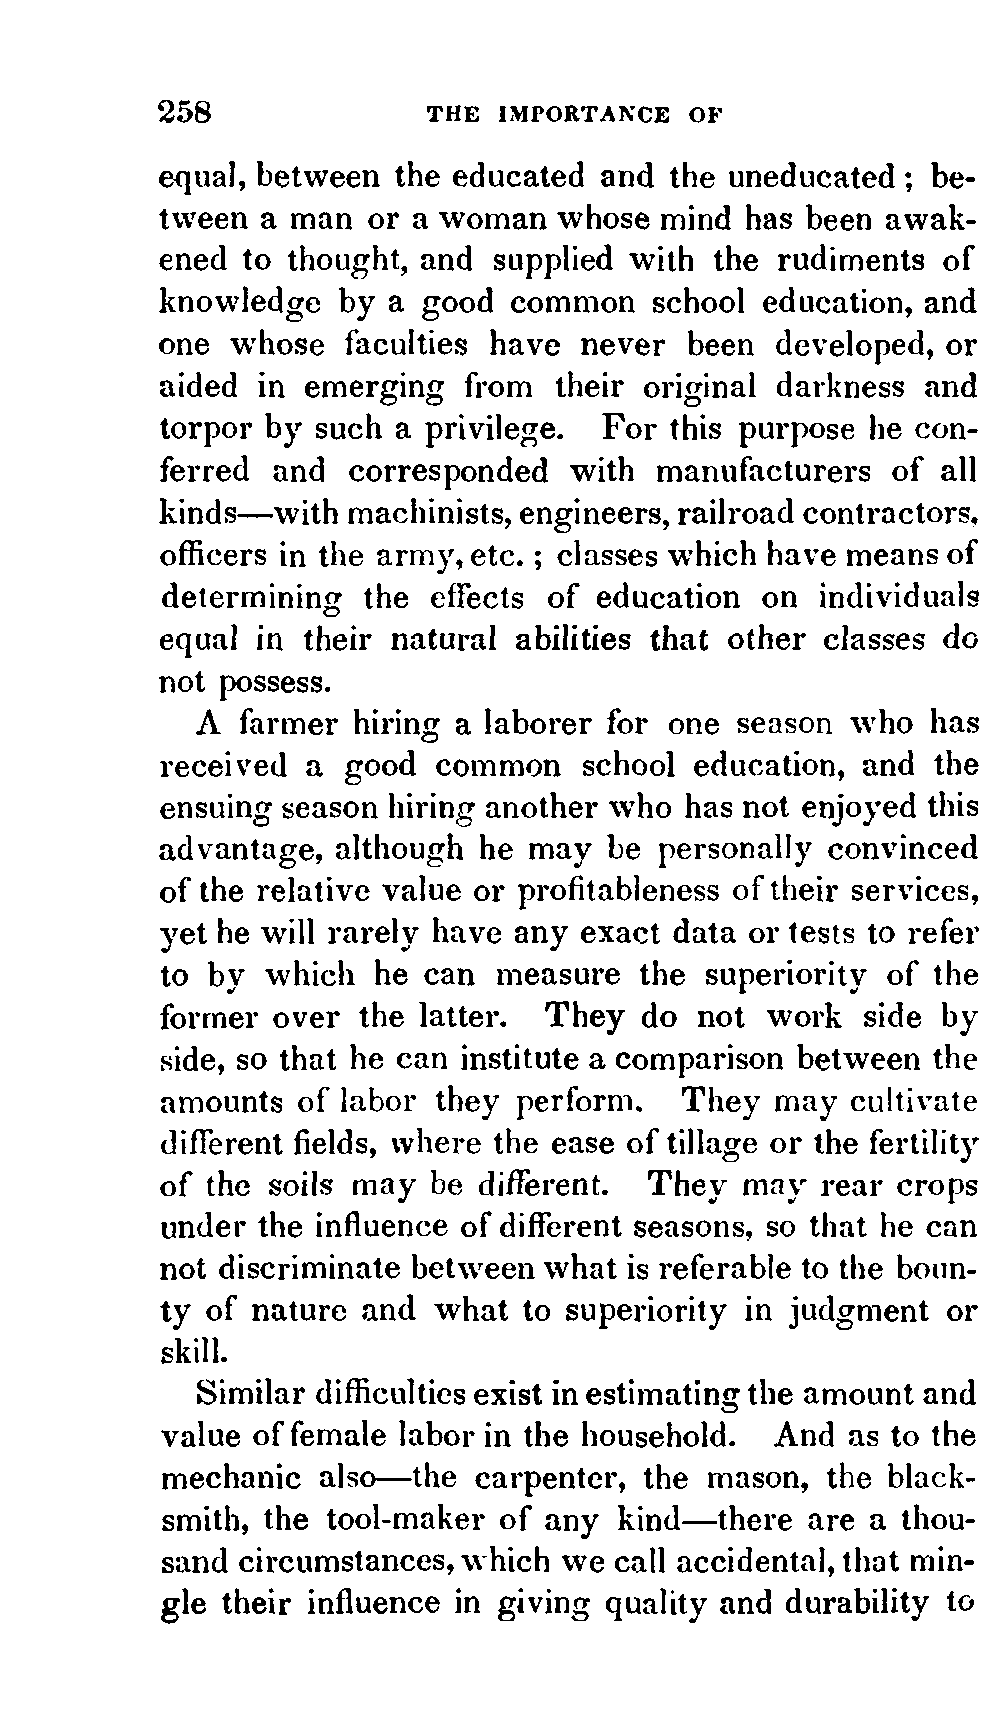 258 THE IMPORTANCE OF
equal, between the educated and the uneducated; be-
tween a man or a woman whose mind has been awak-
ened to thought, and supplied with the rudiments of
knowledge by a good common school education, and
one whose faculties have never been developed, or
aided in emerging from their original darkness and
torpor by such a privilege. For this purpose he con-
ferred and corresponded with manufacturers of all
kinds—with machinists, engineers, railroad contractors,
officers in the army, etc.; classes which have means of
determining the effects of education on individuals
equal in their natural abilities that other classes do
not possess.
A farmer hiring a laborer for one season who has
received a good common school education, and the
ensuing season hiring another who has not enjoyed this
advantage, although he may be personally convinced
of the relative value or profitableness of their services,
yet he will rarely have any exact data or tests to refer
to by which he can measure the superiority of the
former over the latter. They do not work side by
side, so that he can institute a comparison between the
amounts of labor they perform. They may cultivate
different fields, where the ease of tillage or the fertility
of the soils may be different. They may rear crops
under the influence of different seasons, so that he can
not discriminate between what is referable to the boun-
ty of nature and what to superiority in judgment or
skill.
Similar difficulties exist in estimating the amount and
value of female labor in the household. And as to the
mechanic also—the carpenter, the mason, the black-
smith, the tool-maker of any kind—there are a thou-
sand circumstances, which we call accidental, that min-
gle their influence in giving quality and durability to